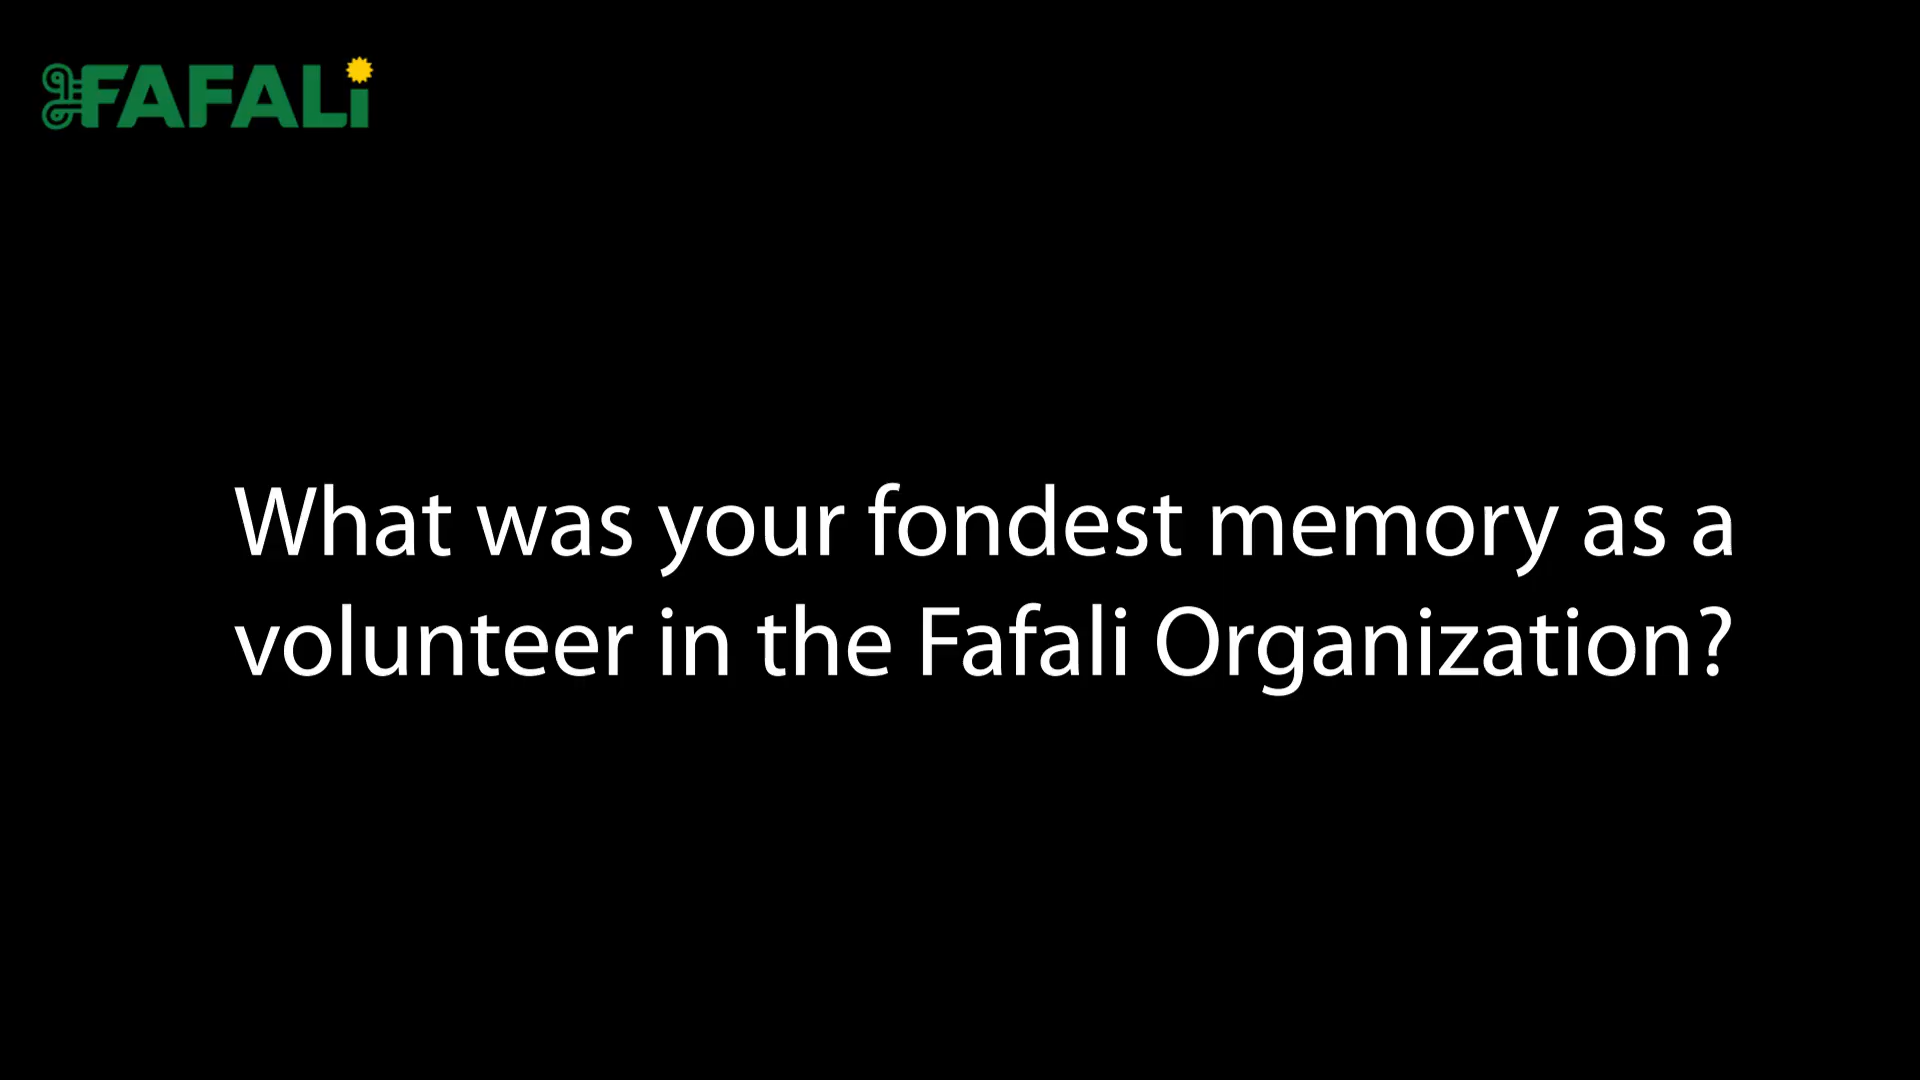 FAFALi
What was your fondest memory as a
volunteer in the Fafali Organization?